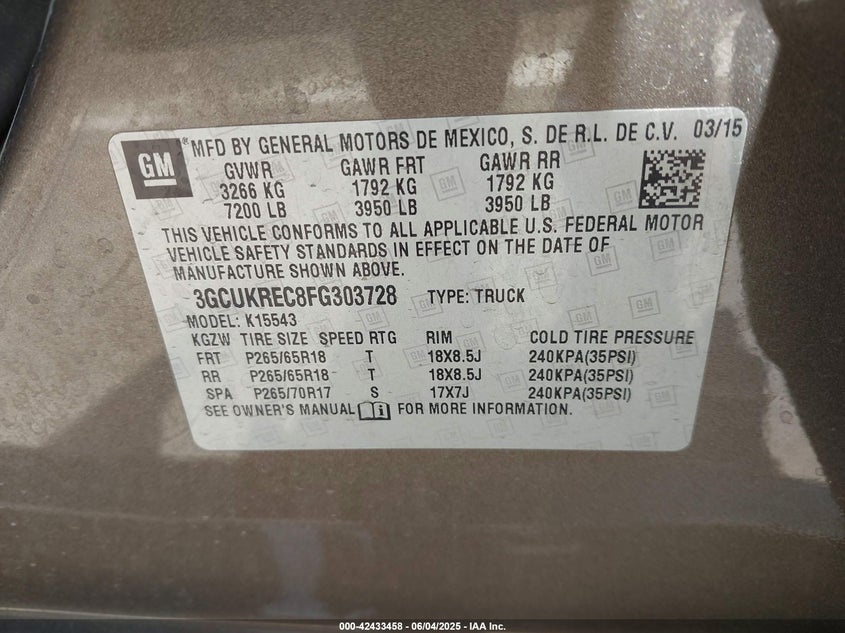 GM ® MFD BY GENERAL MOTORS DE MEXICO, S. DE R.L. DE C.V. 03/15
GVWR GAWR FRT GAWR RR
3266 KG 1792 KG 1792 KG
7200 LB 3950 LB 3950 LB
THIS VEHICLE CONFORMS TO ALL APPLICABLE U.S. FEDERAL MOTOR
VEHICLE SAFETY STANDARDS IN EFFECT ON THE DATE OF
MANUFACTURE SHOWN ABOVE.
3GCUKREC8FG303728 TYPE: TRUCK
MODEL: K15543
KGZW TIRE SIZE SPEED RTG RIM COLD TIRE PRESSURE
FRT P265/65R18 T 18X8.5J 240KPA(35PSI)
RR P265/65R18 T 18X8.5J 240KPA(35PSI)
SPA P265/70R17 S 17X7J 240KPA(35PSI)
SEE OWNER'S MANUAL FOR MORE INFORMATION.
000-42433458 - 06/04/2025 - IAA Inc.